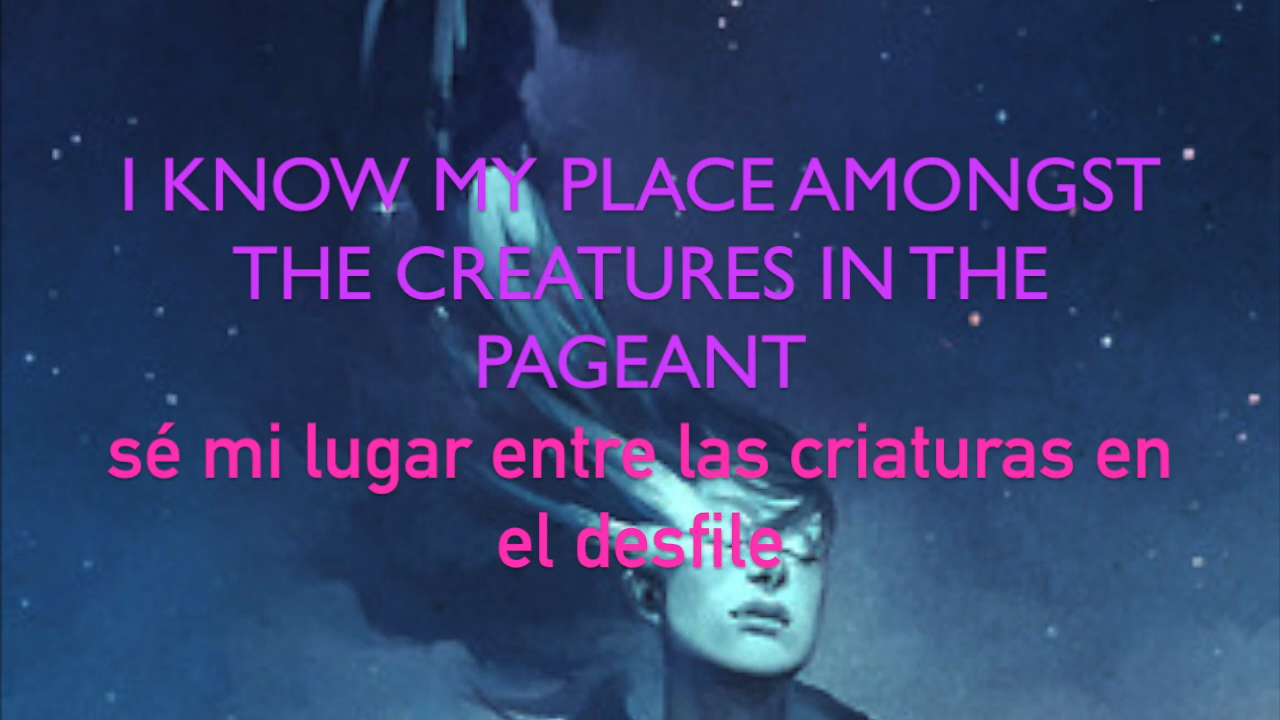 I KNOW MY PLACE AMONGST
THE CREATURES IN THE
PAGEANT
sé mi lugar entre las criaturas en
el desfile